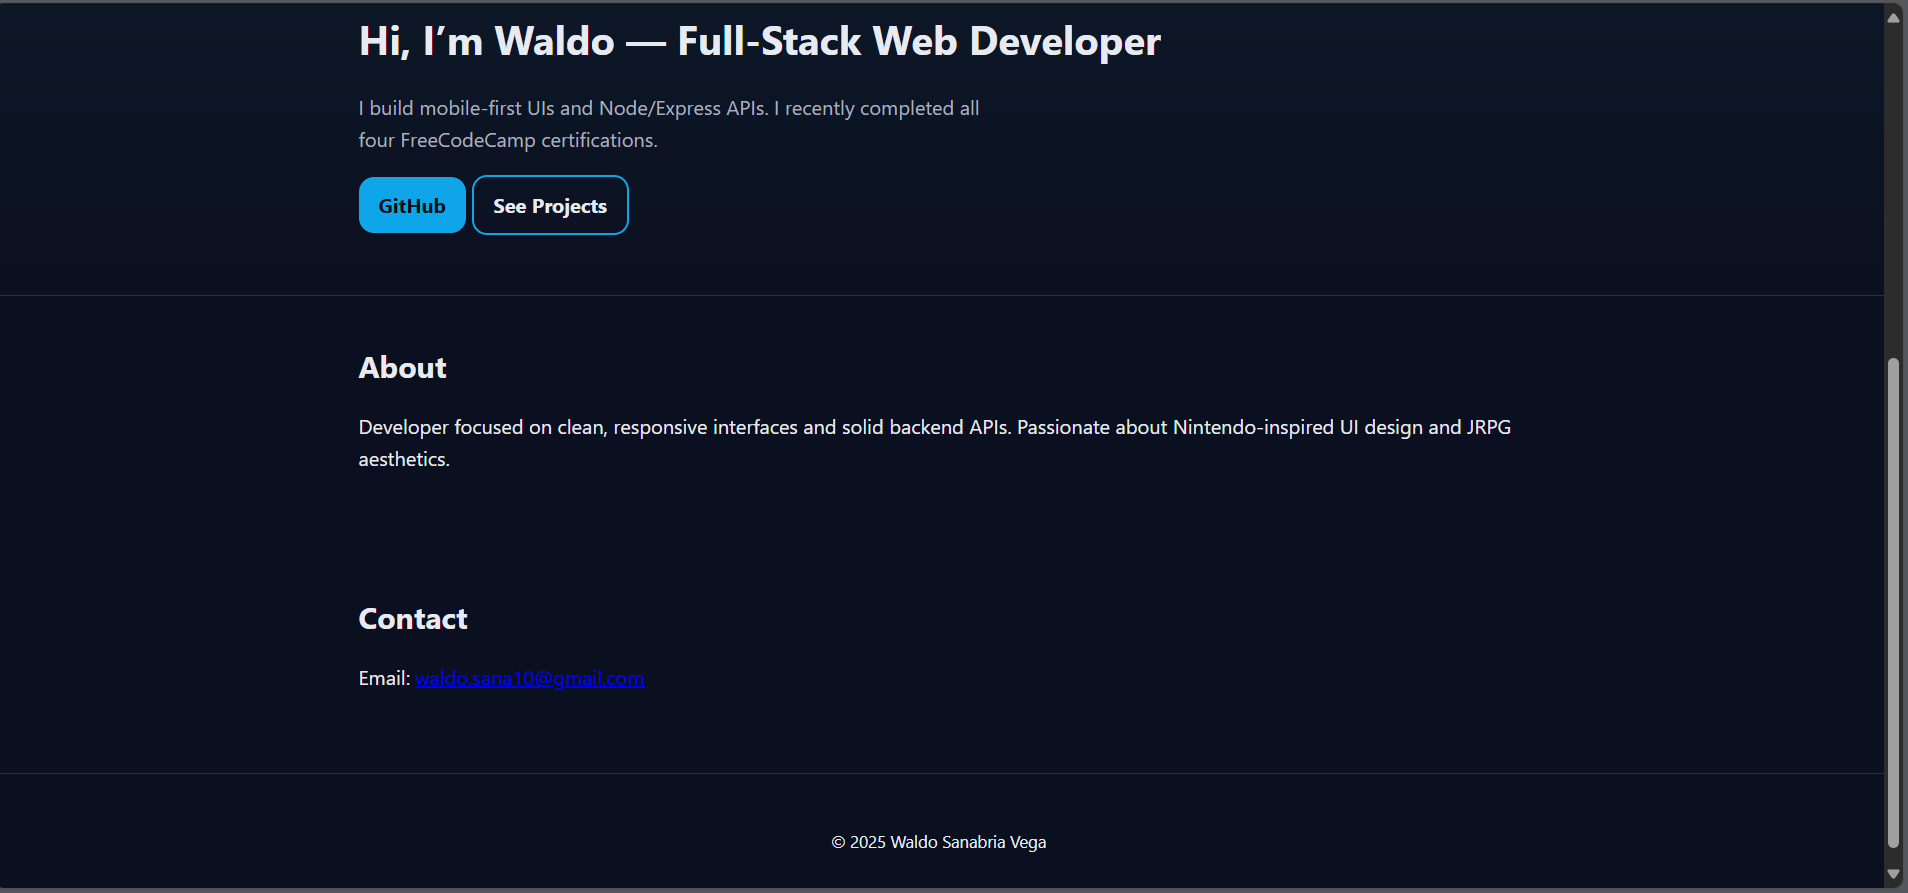 Hi, I’m Waldo — Full-Stack Web Developer
I build mobile-first UIs and Node/Express APIs. I recently completed all
four FreeCodeCamp certifications.
GitHub
See Projects
About
Developer focused on clean, responsive interfaces and solid backend APIs. Passionate about Nintendo-inspired UI design and JRPG
aesthetics.
Contact
Email: waldo.sana10@gmail.com
© 2025 Waldo Sanabria Vega